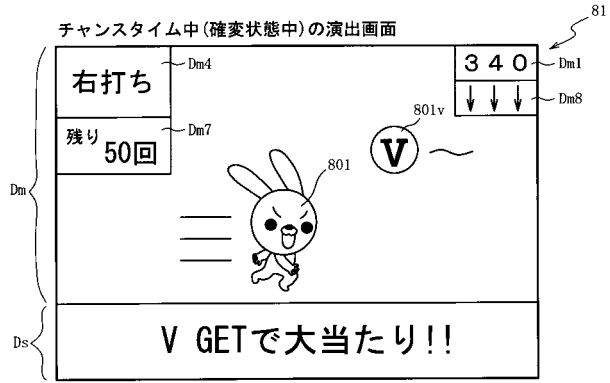 チャンスタイム中(確変状態中)の演出画面
81
右打ち
Dm4
340
Dm1
↓↓↓
Dm8
残り
50回
Dm7
801v
V
801
Dm
Ds
V GETで大当たり!!